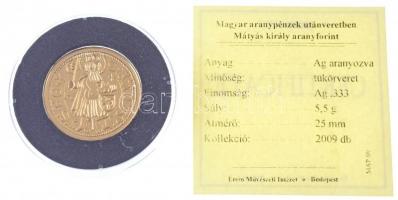 Magyar aranypénzek utánveretben
Mátyás király aranyforint
Anyag: Ag aranyozva
Minőség: tükörveret
Finomság: Ag .333
Súly: 5,5 g
Átmérő: 25 mm
Kollekció: 2009 db
Érem Művészeti Intézet • Budapest